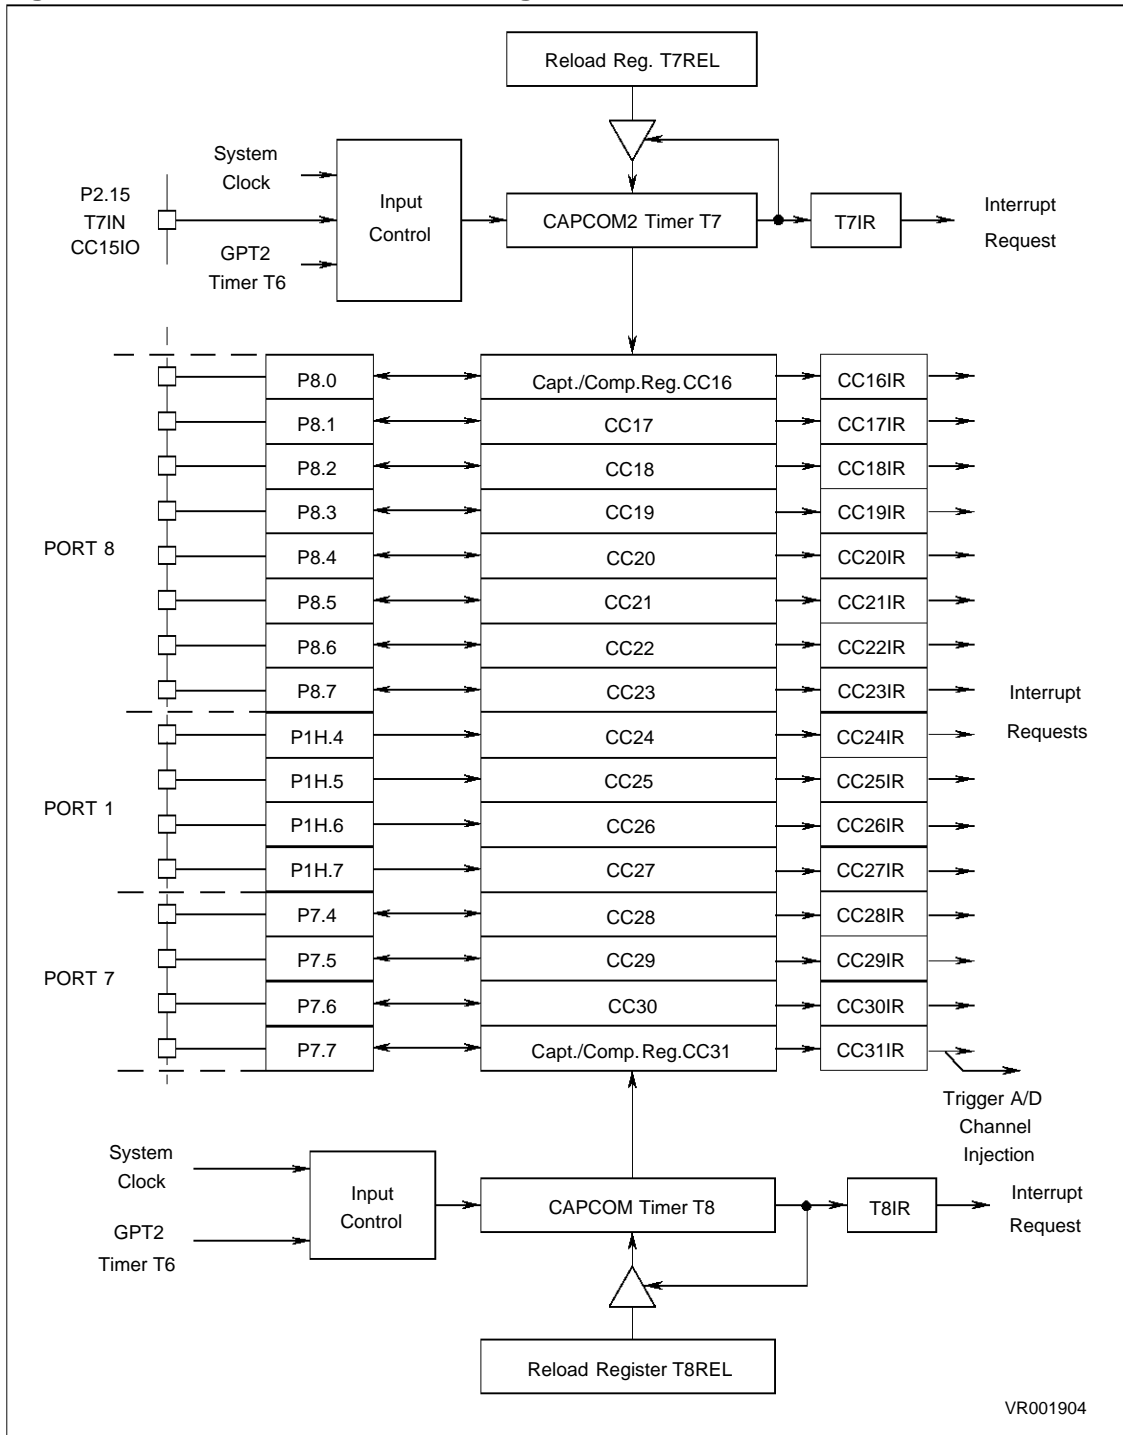 Reload Reg. T7REL
System
Clock
P2.15
T7IN
CC15IO
GPT2
Timer T6
Input
Control
CAPCOM2 Timer T7
T7IR
Interrupt
Request
PORT 8
P8.0 Capt./Comp.Reg.CC16 CC16IR
P8.1 CC17 CC17IR
P8.2 CC18 CC18IR
P8.3 CC19 CC19IR
P8.4 CC20 CC20IR
P8.5 CC21 CC21IR
P8.6 CC22 CC22IR
P8.7 CC23 CC23IR
Interrupt
Requests
PORT 1
P1H.4 CC24 CC24IR
P1H.5 CC25 CC25IR
P1H.6 CC26 CC26IR
P1H.7 CC27 CC27IR
PORT 7
P7.4 CC28 CC28IR
P7.5 CC29 CC29IR
P7.6 CC30 CC30IR
P7.7 Capt./Comp.Reg.CC31 CC31IR
Trigger A/D
Channel
Injection
System
Clock
GPT2
Timer T6
Input
Control
CAPCOM Timer T8
T8IR
Interrupt
Request
Reload Register T8REL
VR001904